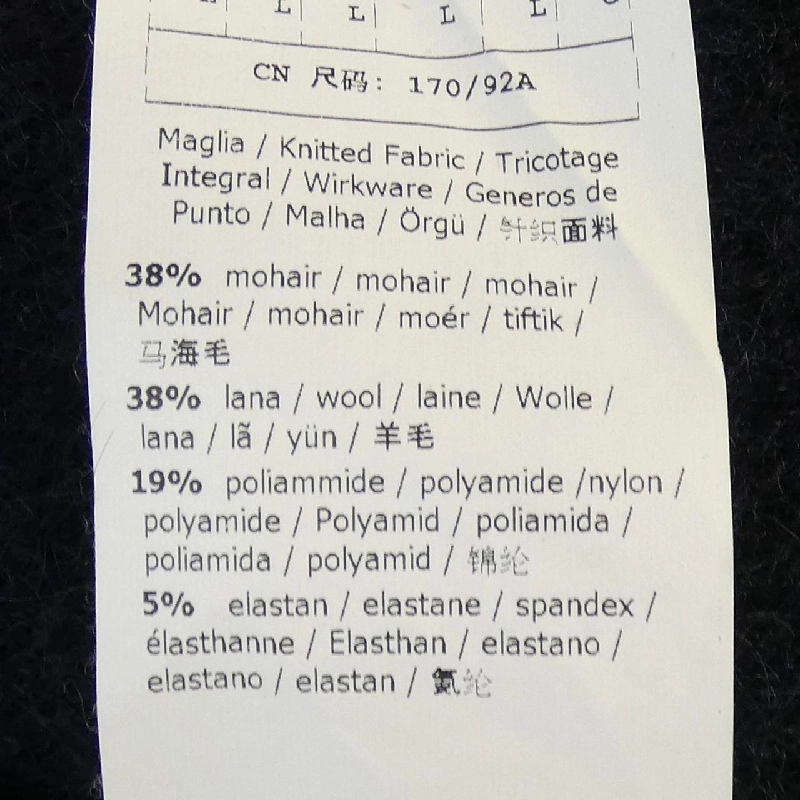 L L L L
CN 尺码: 170/92A
Maglia / Knitted Fabric / Tricotage
Integral / Wirkware / Generos de
Punto / Malha / Örgü / 针织面料
38% mohair / mohair / mohair /
Mohair / mohair / moér / tiftik /
马海毛
38% lana / wool / laine / Wolle /
lana / lã / yün / 羊毛
19% poliammide / polyamide /nylon /
polyamide / Polyamid / poliamida /
poliamida / polyamid / 锦纶
5% elastan / elastane / spandex /
élasthanne / Elasthan / elastano /
elastano / elastan / 氨纶